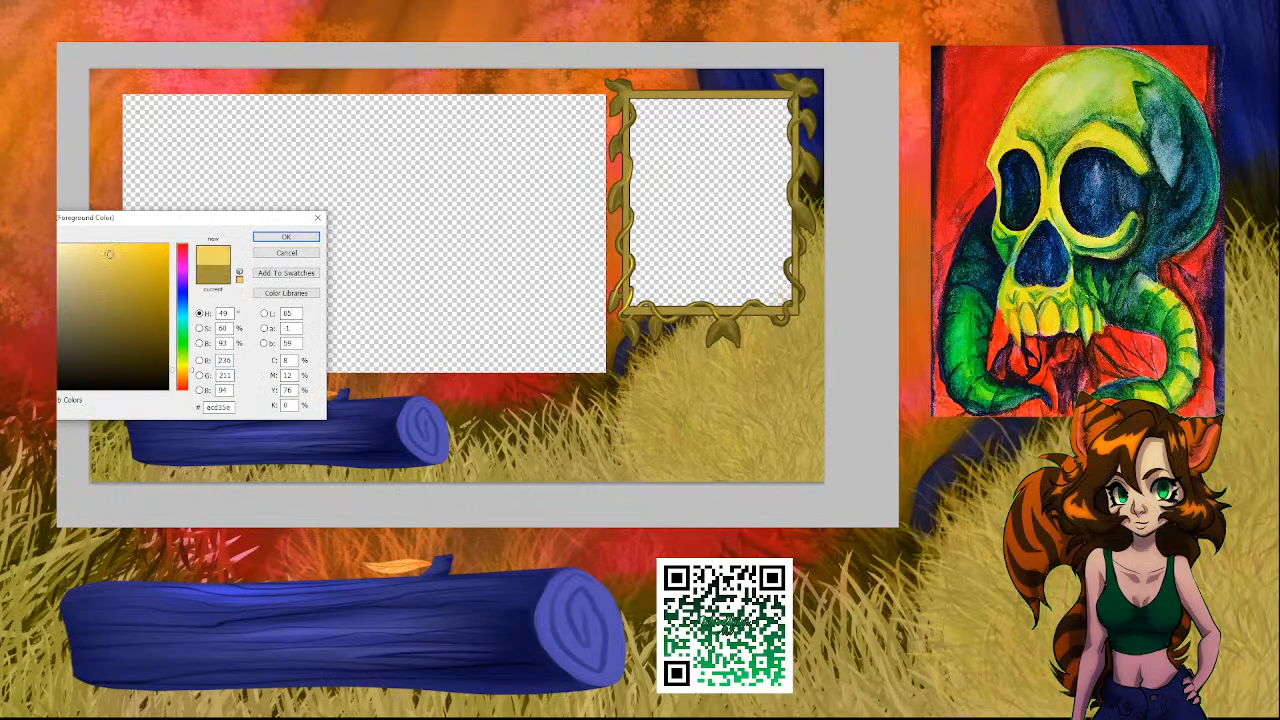 (Foreground Color)
new
OK
Cancel
current
Add To Swatches
Color Libraries
H: 49 °
L: 85
S: 60 %
a: -1
B: 93 %
b: 59
R: 236
C: 8 %
G: 211
M: 12 %
B: 94
Y: 76 %
b Colors
# ecd35e
K: 0 %